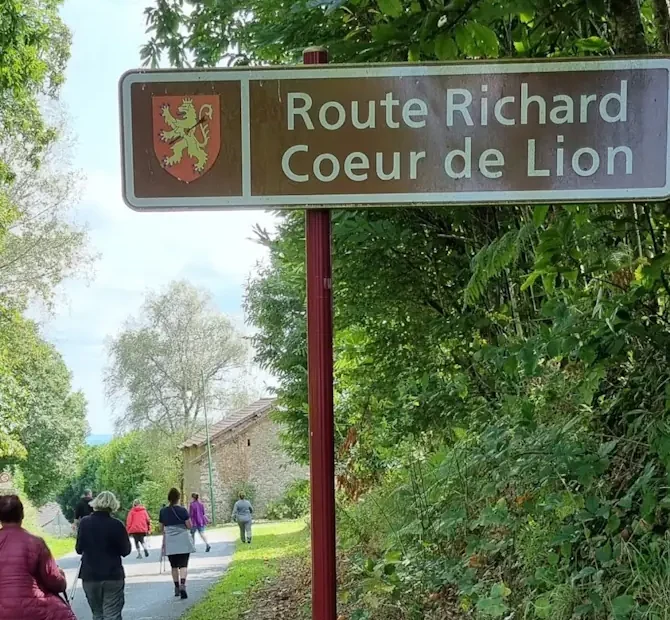 Route Richard
Coeur de Lion